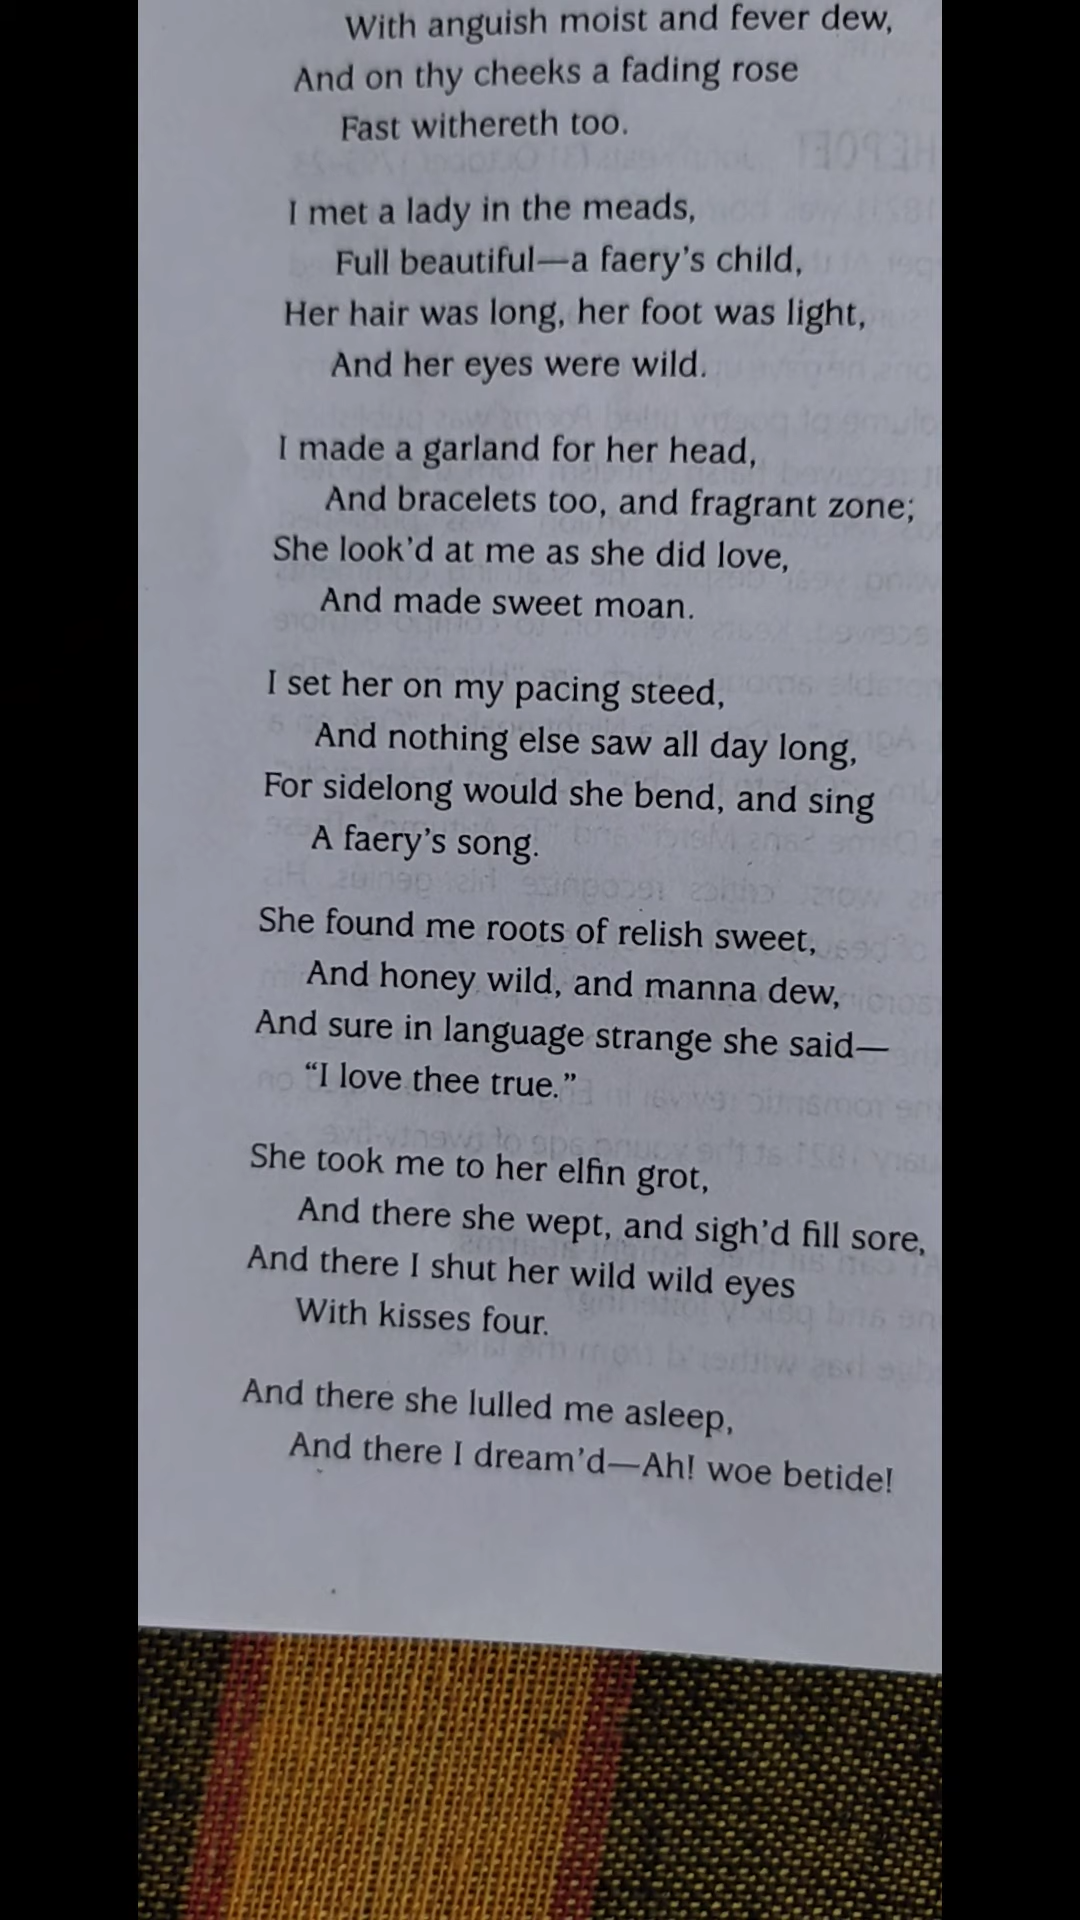 With anguish moist and fever dew,
And on thy cheeks a fading rose
Fast withereth too.
I met a lady in the meads,
Full beautiful—a faery's child,
Her hair was long, her foot was light,
And her eyes were wild.
I made a garland for her head,
And bracelets too, and fragrant zone;
She look'd at me as she did love,
And made sweet moan.
I set her on my pacing steed,
And nothing else saw all day long,
For sidelong would she bend, and sing
A faery's song.
She found me roots of relish sweet,
And honey wild, and manna dew,
And sure in language strange she said—
“I love thee true.”
She took me to her elfin grot,
And there she wept, and sigh'd fill sore,
And there I shut her wild wild eyes
With kisses four.
And there she lulled me asleep,
And there I dream'd—Ah! woe betide!